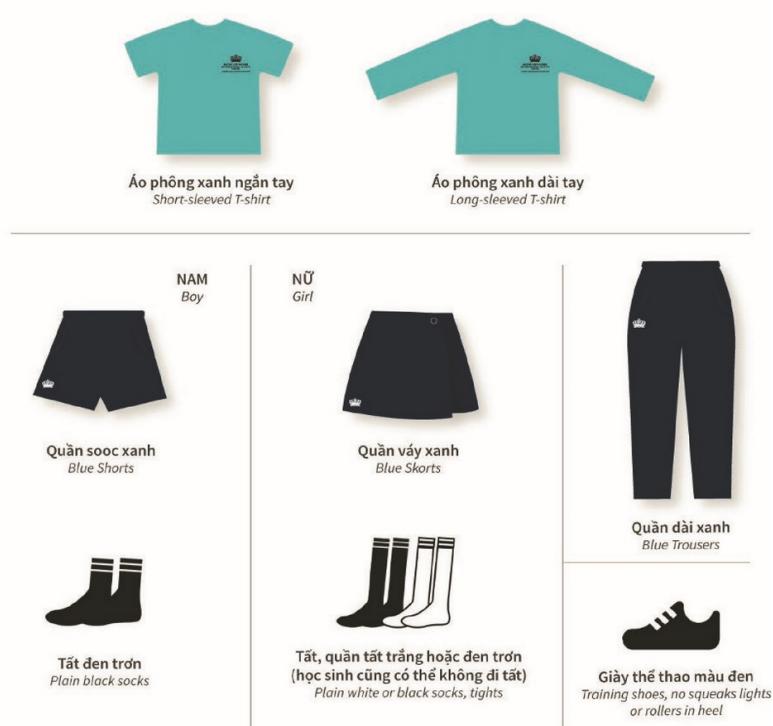 Áo phông xanh ngắn tay
Short-sleeved T-shirt
Áo phông xanh dài tay
Long-sleeved T-shirt
NAM
Boy
Quần sooc xanh
Blue Shorts
Tất đen trơn
Plain black socks
NỮ
Girl
Quần váy xanh
Blue Skorts
Tất, quần tất trắng hoặc đen trơn
(học sinh cũng có thể không đi tất)
Plain white or black socks, tights
Quần dài xanh
Blue Trousers
Giày thể thao màu đen
Training shoes, no squeaks lights
or rollers in heel